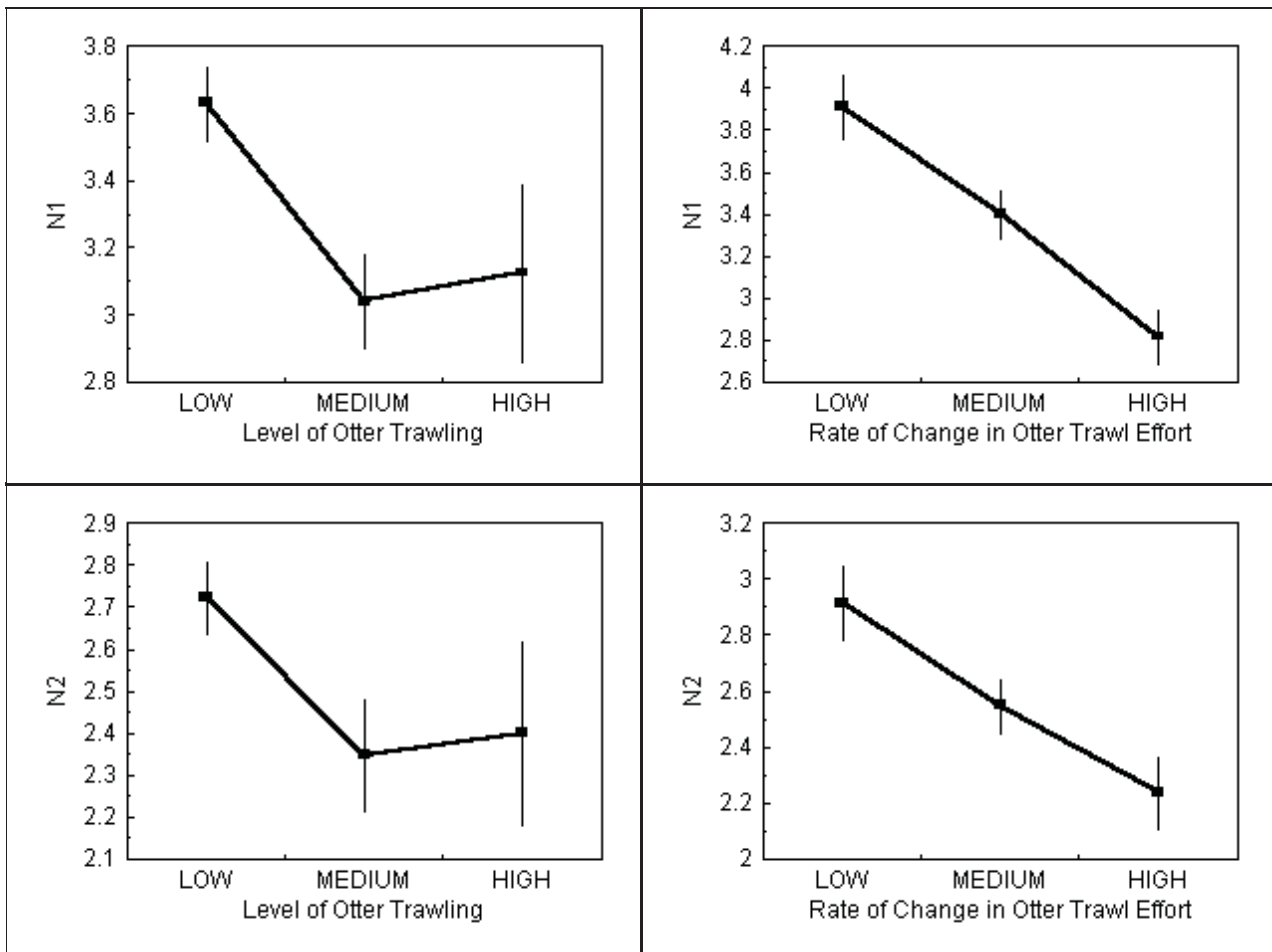 3.8
3.6
3.4
3.2
3
2.8
N1
LOW MEDIUM HIGH
Level of Otter Trawling
4.2
4
3.8
3.6
3.4
3.2
3
2.8
2.6
N1
LOW MEDIUM HIGH
Rate of Change in Otter Trawl Effort
2.9
2.8
2.7
2.6
2.5
2.4
2.3
2.2
2.1
N2
LOW MEDIUM HIGH
Level of Otter Trawling
3.2
3
2.8
2.6
2.4
2.2
2
N2
LOW MEDIUM HIGH
Rate of Change in Otter Trawl Effort